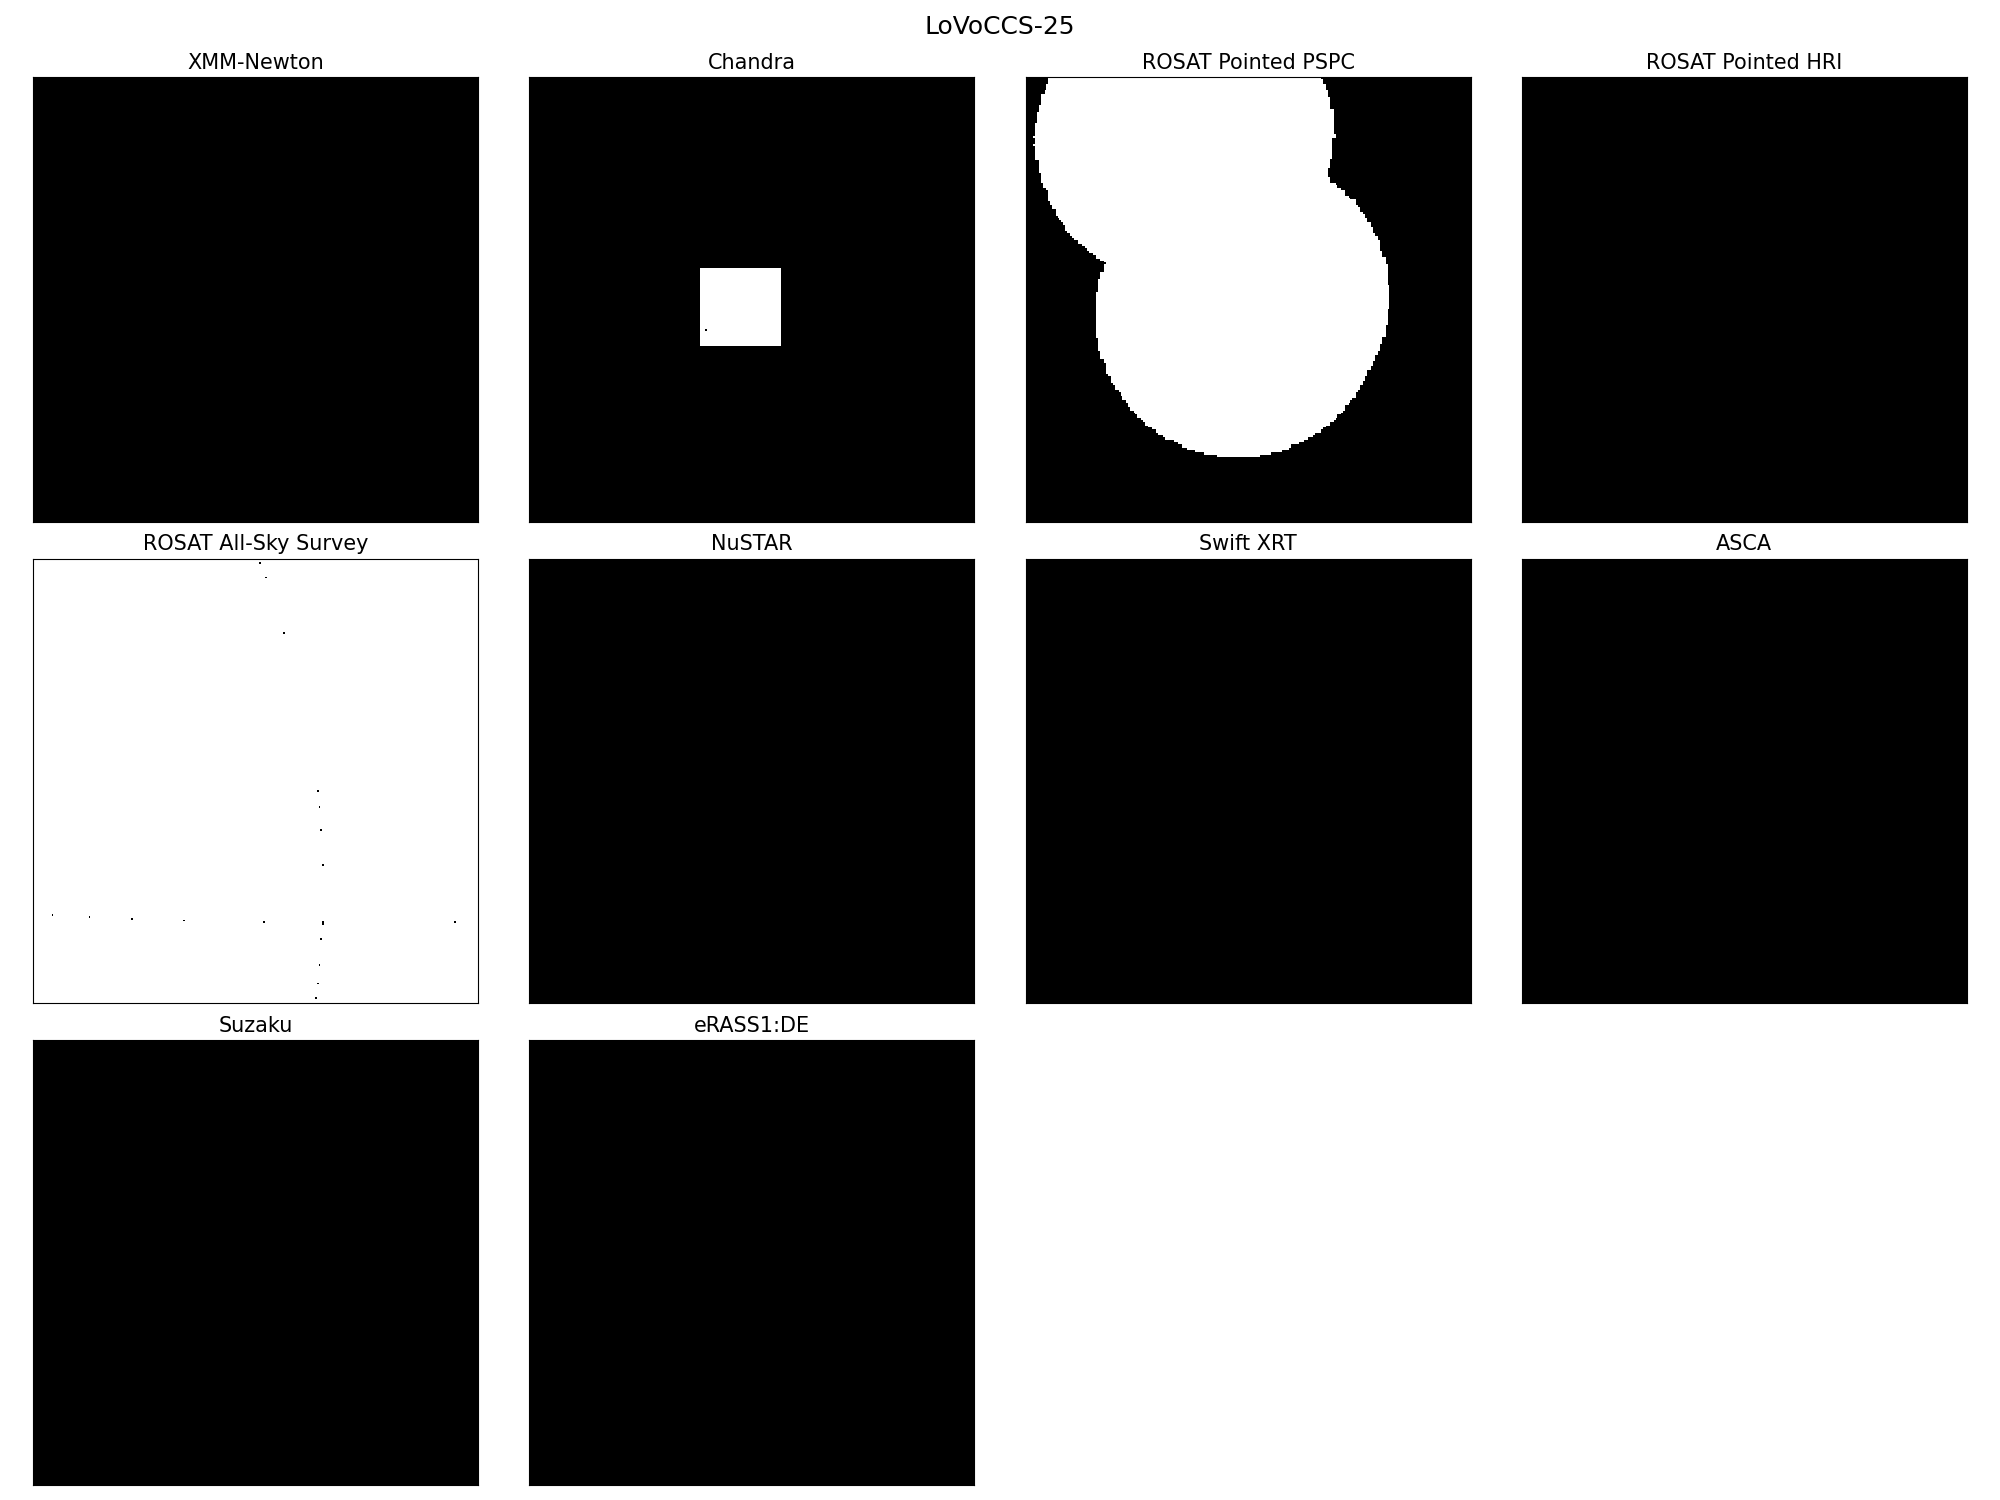 LoVoCCS-25
XMM-Newton
Chandra
ROSAT Pointed PSPC
ROSAT Pointed HRI
ROSAT All-Sky Survey
NuSTAR
Swift XRT
ASCA
Suzaku
eRASS1:DE